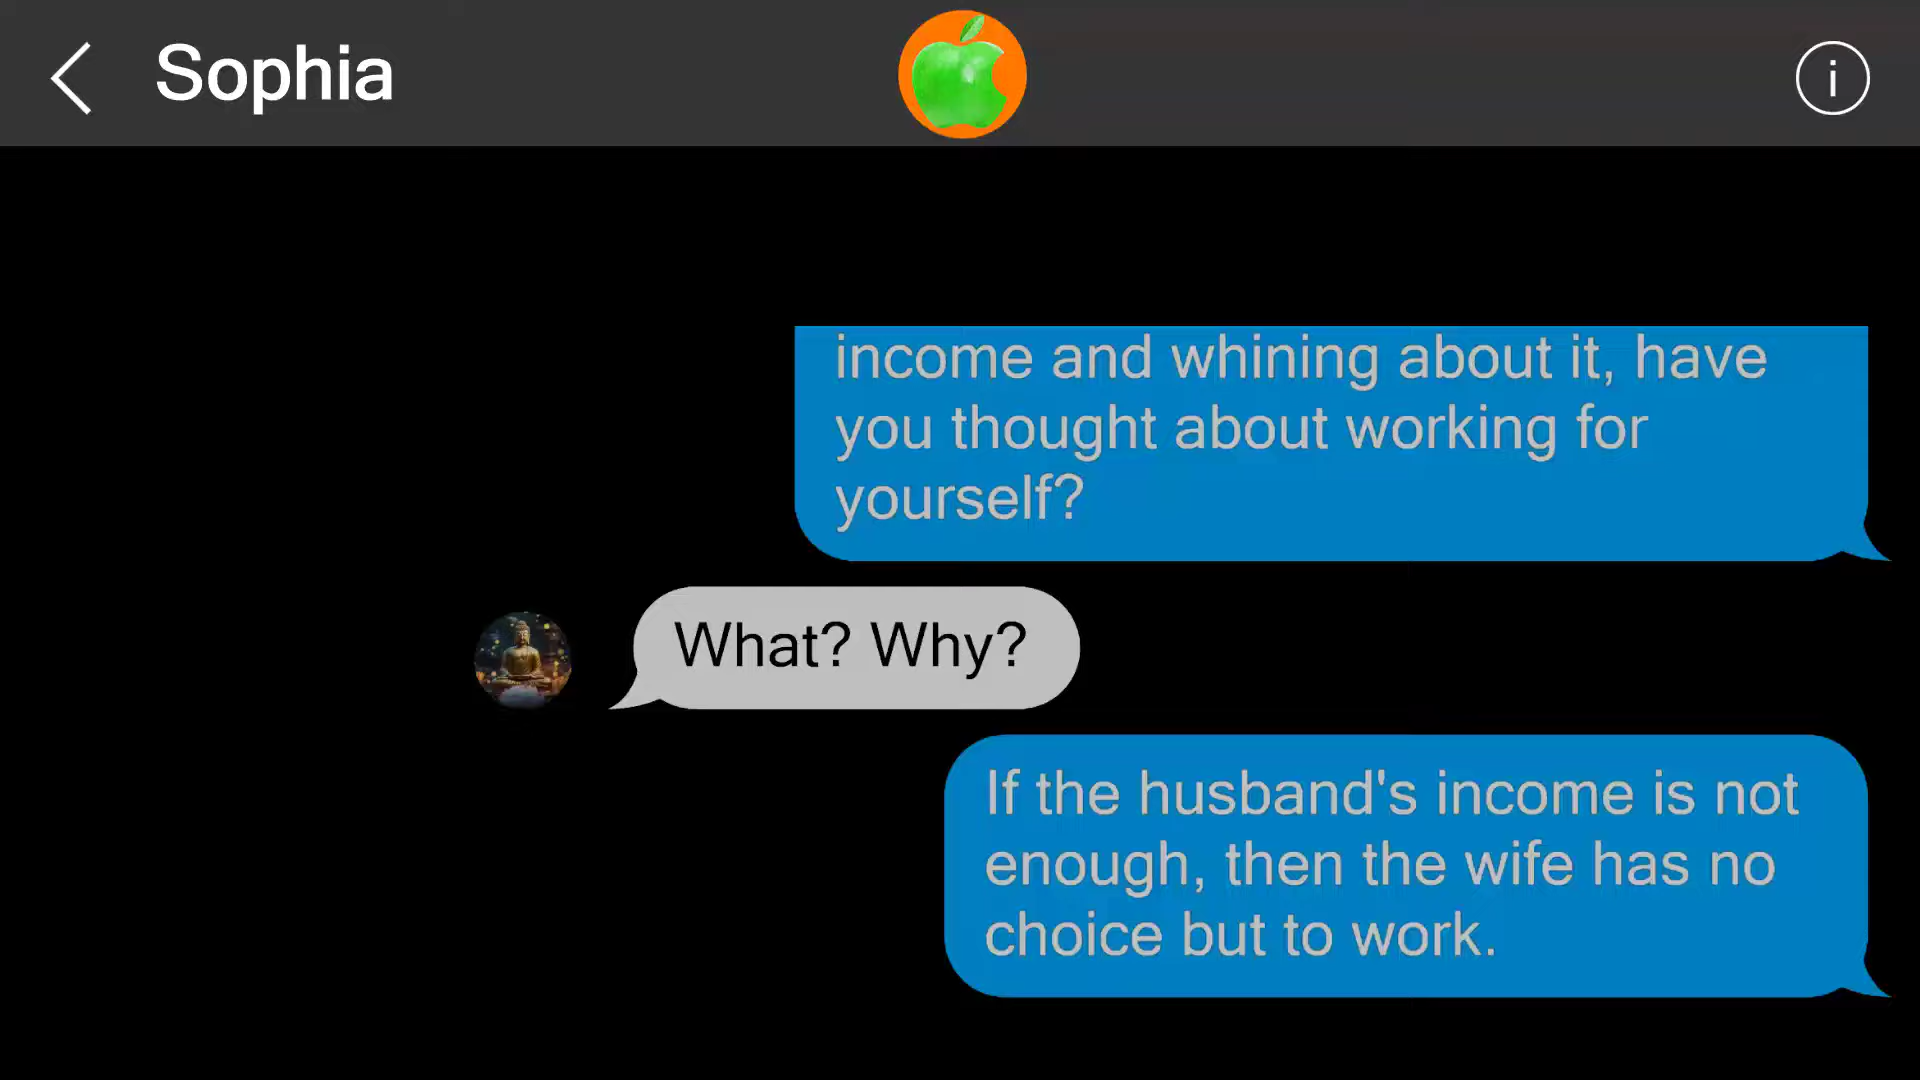 Sophia
i
income and whining about it, have
you thought about working for
yourself?
What? Why?
If the husband's income is not
enough, then the wife has no
choice but to work.